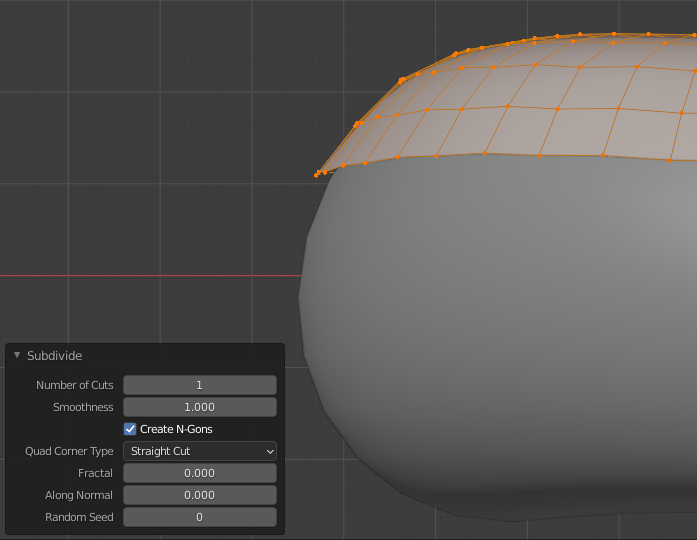 Subdivide
Number of Cuts 1
Smoothness 1.000
Create N-Gons
Quad Corner Type Straight Cut
Fractal 0.000
Along Normal 0.000
Random Seed 0